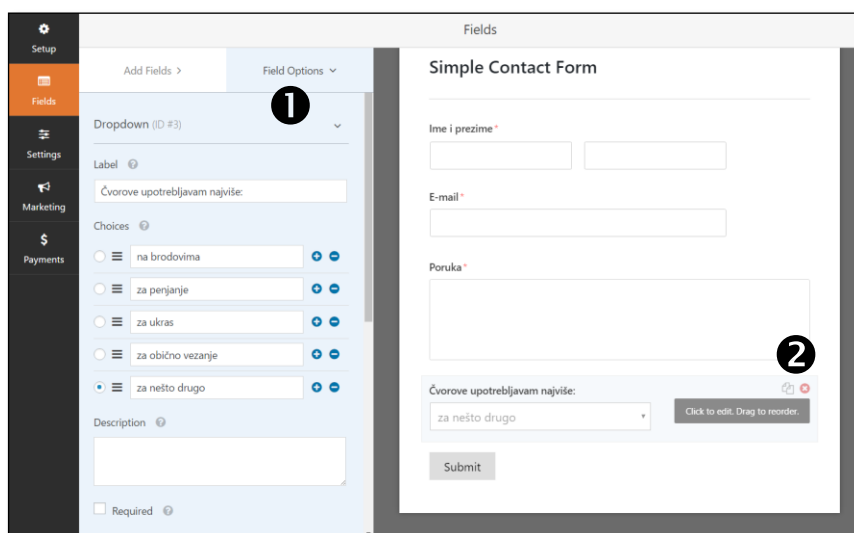 Fields
Setup
Fields
Settings
Marketing
Payments
Add Fields >
Field Options
1
Dropdown (ID #3)
Label
Čvorove upotrebljavam najviše:
Choices
na brodovima
za penjanje
za ukras
za obično vezanje
za nešto drugo
Description
Required
Simple Contact Form
Ime i prezime *
E-mail *
Poruka *
2
Čvorove upotrebljavam najviše:
za nešto drugo
Click to edit. Drag to reorder.
Submit